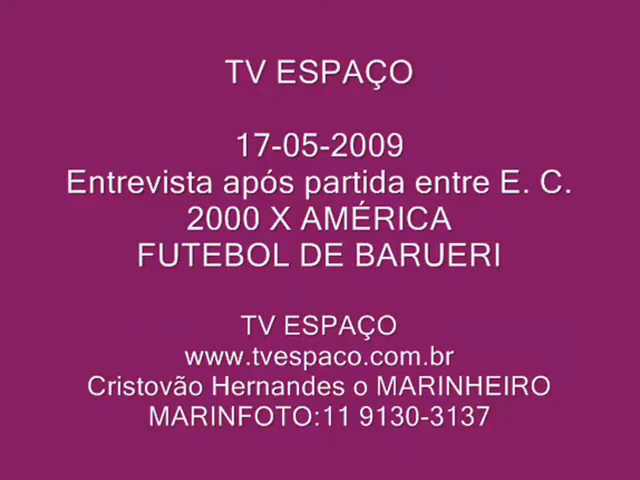 TV ESPAÇO
17-05-2009
Entrevista após partida entre E. C.
2000 X AMÉRICA
FUTEBOL DE BARUERI
TV ESPAÇO
www.tvespaco.com.br
Cristovão Hernandes o MARINHEIRO
MARINFOTO:11 9130-3137